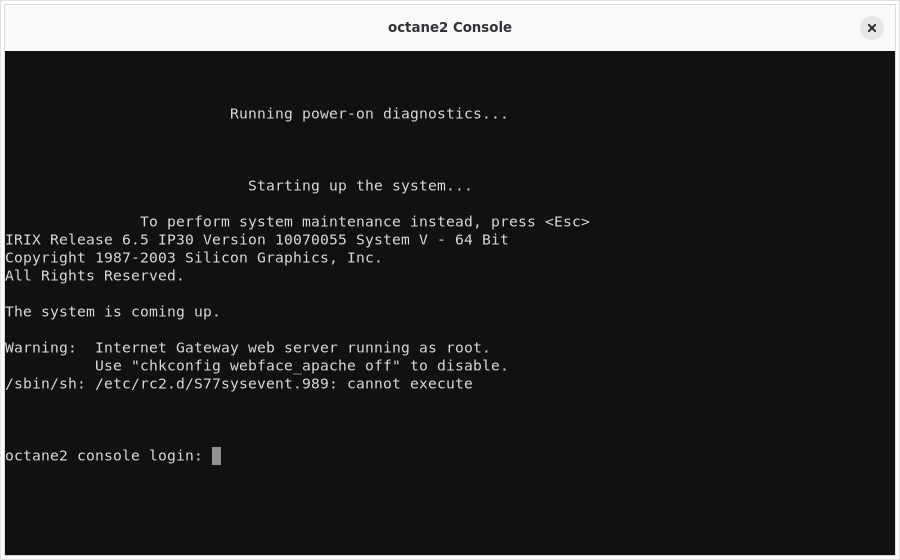 octane2 Console
Running power-on diagnostics...
Starting up the system...
To perform system maintenance instead, press <Esc>
IRIX Release 6.5 IP30 Version 10070055 System V - 64 Bit
Copyright 1987-2003 Silicon Graphics, Inc.
All Rights Reserved.
The system is coming up.
Warning:  Internet Gateway web server running as root.
Use "chkconfig webface_apache off" to disable.
/sbin/sh: /etc/rc2.d/S77sysevent.989: cannot execute
octane2 console login: